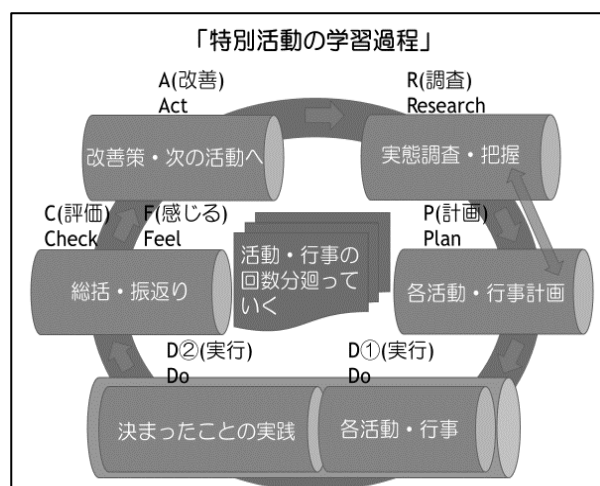 「特別活動の学習過程」
A(改善)
Act
R(調査)
Research
改善策・次の活動へ
実態調査・把握
C(評価)
Check
F(感じる)
Feel
P(計画)
Plan
活動・行事の
回数分廻って
いく
総括・振返り
各活動・行事計画
D②(実行)
Do
D①(実行)
Do
決まったことの実践
各活動・行事